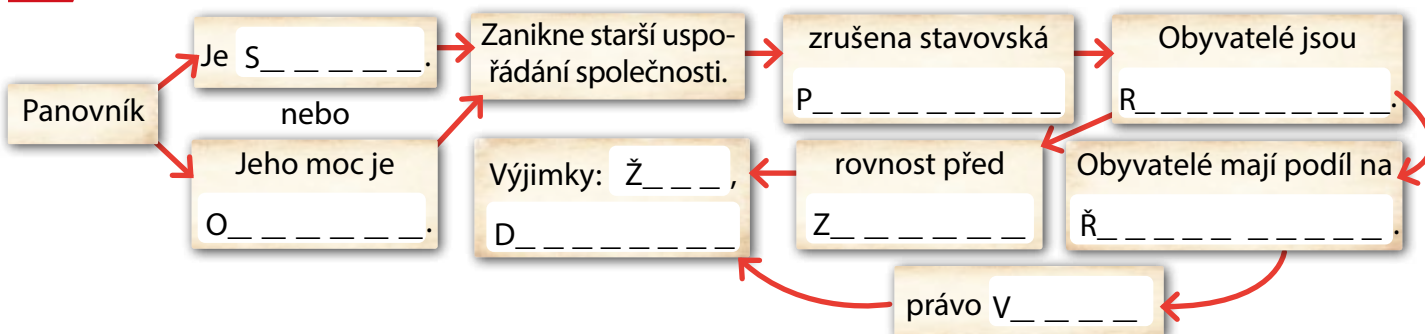 Panovník
Je S_ _ _ _ _.
nebo
Jeho moc je
O_ _ _ _ _ _.
Zanikne starší uspo-
řádání společnosti.
zrušena stavovská
P_ _ _ _ _ _ _ _ _
Obyvatelé jsou
R_ _ _ _ _ _ _ _ _.
Obyvatelé mají podíl na
Ř_ _ _ _ _ _ _ _ _ _.
rovnost před
Z_ _ _ _ _ _
Výjimky: Ž_ _ _,
D_ _ _ _ _ _ _ _
právo V_ _ _ _